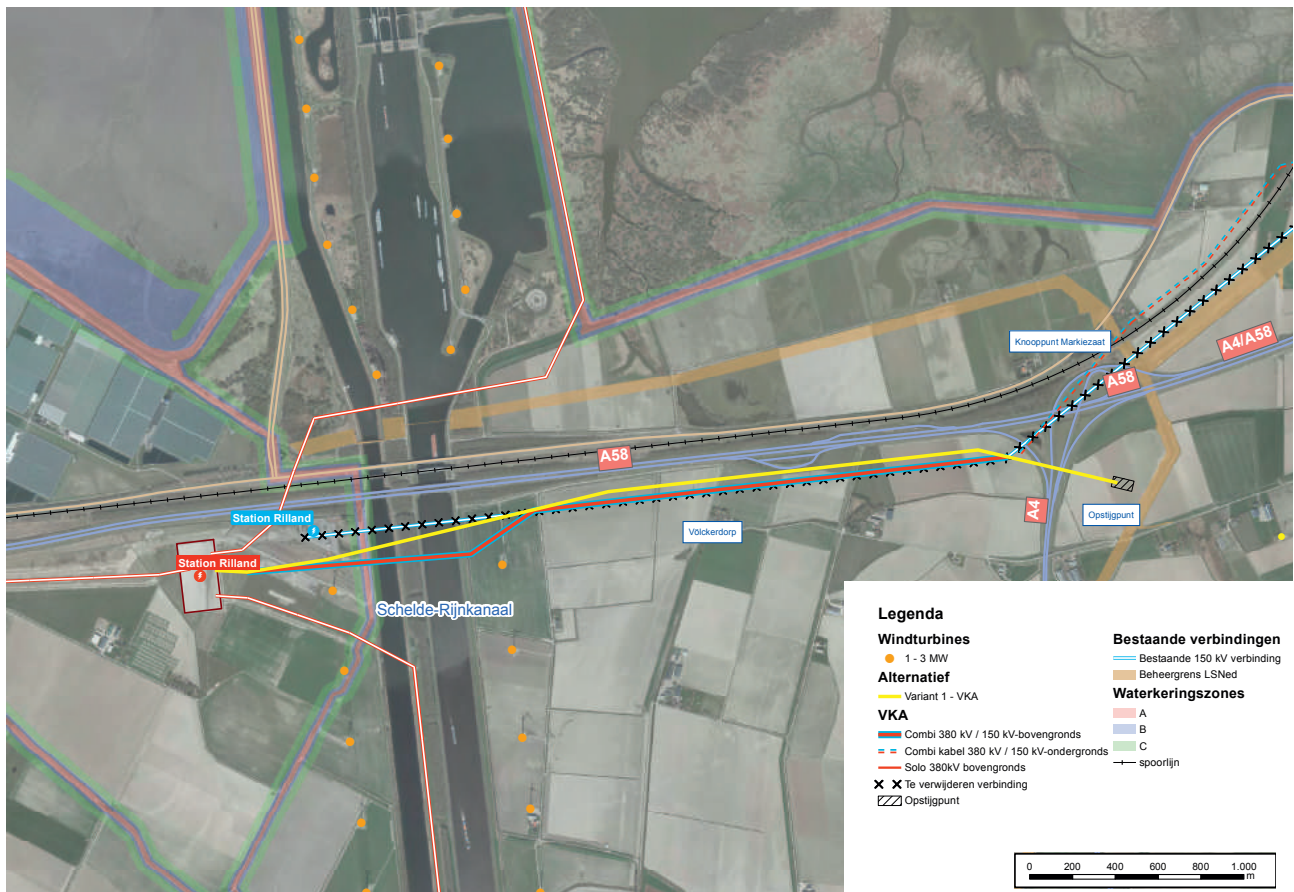 Knooppunt Markiezaat
A4/A58
A58
A58
A4
Station Rilland
Station Rilland
Völckerdorp
Opstijgpunt
Schelde-Rijnkanaal
Legenda
Windturbines
1 - 3 MW
Alternatief
Variant 1 - VKA
VKA
Combi 380 kV / 150 kV-bovengronds
Combi kabel 380 kV / 150 kV-ondergronds
Solo 380kV bovengronds
Te verwijderen verbinding
Opstijgpunt
Bestaande verbindingen
Bestaande 150 kV verbinding
Beheergrens LSNed
Waterkeringszones
A
B
C
spoorlijn
0 200 400 600 800 1.000
m